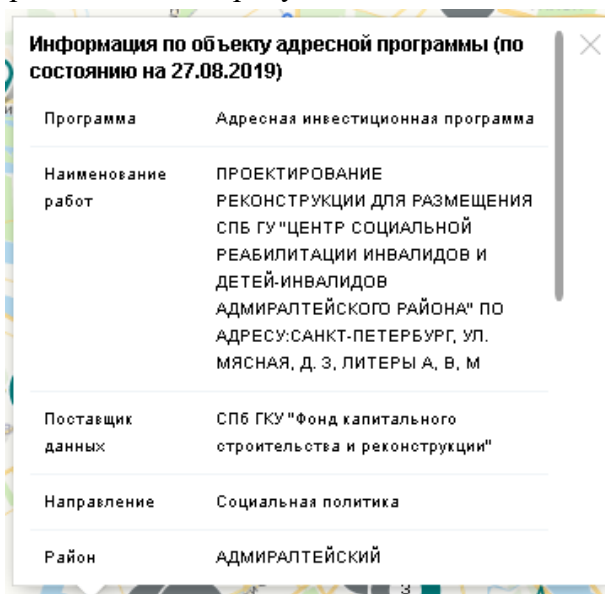 Информация по объекту адресной программы (по
состоянию на 27.08.2019)
Программа
Адресная инвестиционная программа
Наименование
работ
ПРОЕКТИРОВАНИЕ
РЕКОНСТРУКЦИИ ДЛЯ РАЗМЕЩЕНИЯ
СПБ ГУ "ЦЕНТР СОЦИАЛЬНОЙ
РЕАБИЛИТАЦИИ ИНВАЛИДОВ И
ДЕТЕЙ-ИНВАЛИДОВ
АДМИРАЛТЕЙСКОГО РАЙОНА" ПО
АДРЕСУ:САНКТ-ПЕТЕРБУРГ, УЛ.
МЯСНАЯ, Д. 3, ЛИТЕРЫ А, В, М
Поставщик
данных
СПб ГКУ "Фонд капитального
строительства и реконструкции"
Направление
Социальная политика
Район
АДМИРАЛТЕЙСКИЙ
3